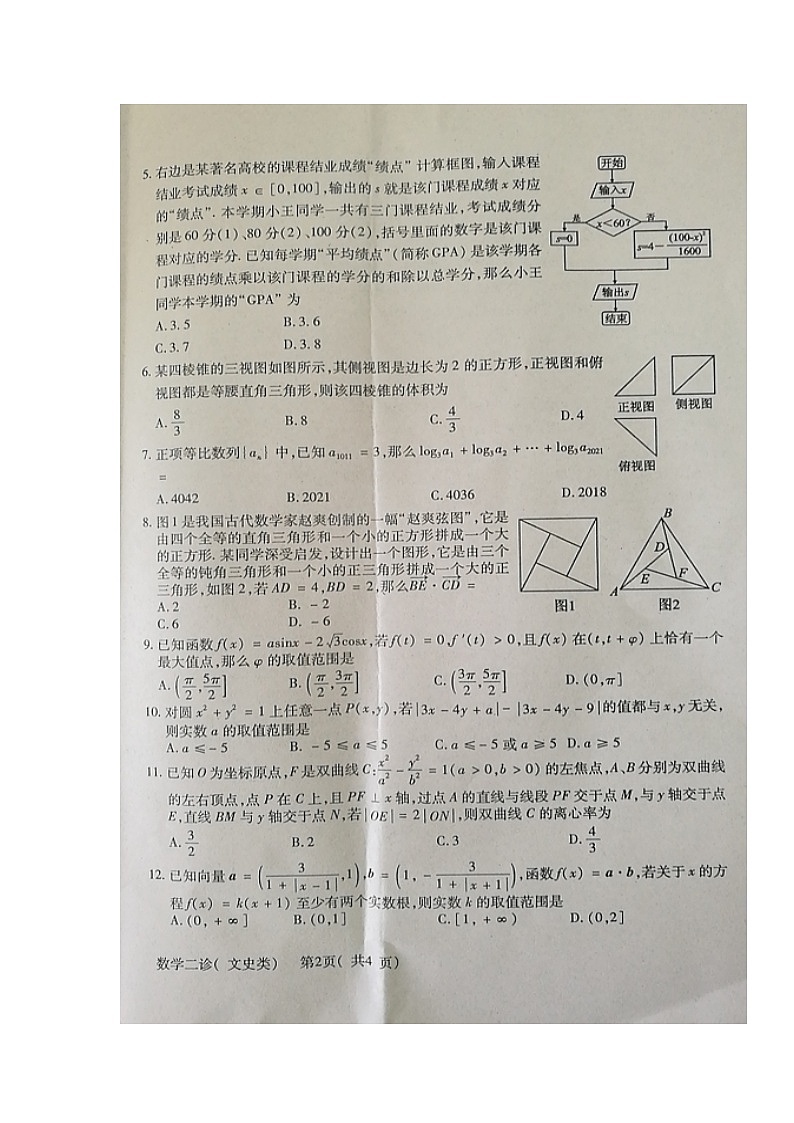 5. 右边是某著名高校的课程结业成绩“绩点” 计算框图,输入课程
结业考试成绩 x ∈ [0,100],输出的 s 就是该门课程成绩 x 对应
的“绩点”. 本学期小王同学一共有三门课程结业,考试成绩分
别是 60 分(1)、80 分(2)、100 分(2),括号里面的数字是该门课
程对应的学分. 已知每学期“平均绩点”(简称GPA) 是该学期各
门课程的绩点乘以该门课程的学分的和除以总学分,那么小王
同学本学期的“GPA” 为
A. 3. 5 B. 3. 6
C. 3. 7 D. 3. 8
开始
输入x
是 x<60? 否
s=0 s=4-(100-x)²/1600
输出s
结束
6. 某四棱锥的三视图如图所示,其侧视图是边长为 2 的正方形,正视图和俯
视图都是等腰直角三角形,则该四棱锥的体积为
A. 8/3 B. 8 C. 4/3 D. 4
正视图 侧视图
俯视图
7. 正项等比数列{aₙ} 中,已知 a₁₀₁₁ = 3,那么 log₃a₁ + log₃a₂ + … + log₃a₂₀₂₁
=
A. 4042 B. 2021 C. 4036 D. 2018
8. 图1 是我国古代数学家赵爽创制的一幅“赵爽弦图”,它是
由四个全等的直角三角形和一个小的正方形拼成一个大
的正方形. 某同学深受启发,设计出一个图形,它是由三个
全等的钝角三角形和一个小的正三角形拼成一个大的正
三角形,如图 2,若 AD = 4,BD = 2,那么BE · CD =
A. 2 B. - 2
C. 6 D. - 6
B
D
E F
A C
图1 图2
9. 已知函数 f(x) = asinx - 2√3cosx,若 f(t) = 0,f ′(t) > 0,且 f(x) 在(t,t + φ) 上恰有一个
最大值点,那么 φ 的取值范围是
A. (π/2, 5π/2] B. (π/2, 3π/2] C. (3π/2, 5π/2] D. (0,π]
10. 对圆 x² + y² = 1 上任意一点 P(x,y),若|3x - 4y + a| - |3x - 4y - 9|的值都与 x,y 无关,
则实数 a 的取值范围是
A. a ⩽ - 5 B. - 5 ⩽ a ⩽ 5 C. a ⩽ - 5 或 a ⩾ 5 D. a ⩾ 5
11. 已知 O 为坐标原点,F 是双曲线 C: x²/a² - y²/b² = 1(a > 0,b > 0) 的左焦点,A、B 分别为双曲线
的左右顶点,点 P 在 C 上,且 PF ⊥ x 轴,过点 A 的直线与线段 PF 交于点 M,与 y 轴交于点
E,直线 BM 与 y 轴交于点 N,若 |OE| = 2|ON|,则双曲线 C 的离心率为
A. 3/2 B. 2 C. 3 D. 4/3
12. 已知向量 a = (3/(1 + |x - 1|), 1),b = (1, - 3/(1 + |x + 1|)),函数 f(x) = a · b,若关于 x 的方
程 f(x) = k(x + 1) 至少有两个实数根,则实数 k 的取值范围是
A. (0, + ∞ ] B. (0,1] C. [1, + ∞) D. (0,2]
数学二诊( 文史类) 第2页( 共4 页)